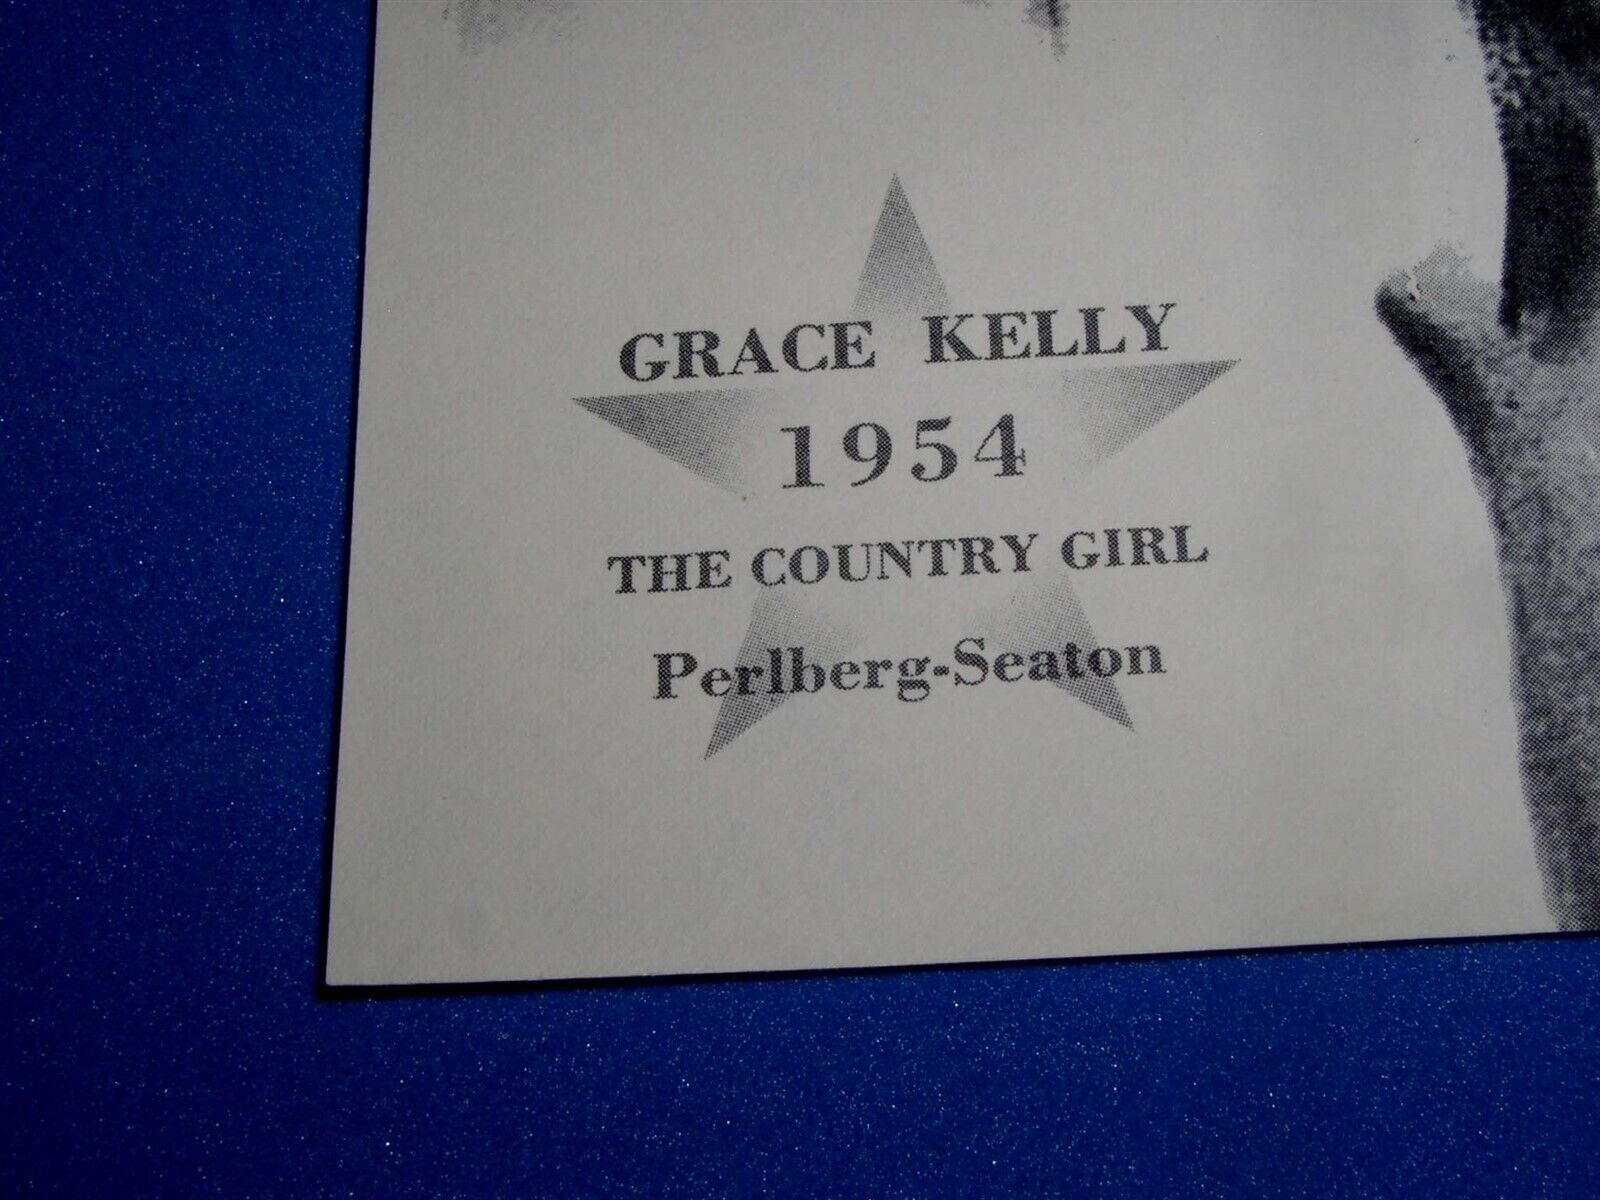 GRACE KELLY
1954
THE COUNTRY GIRL
Perlberg-Seaton